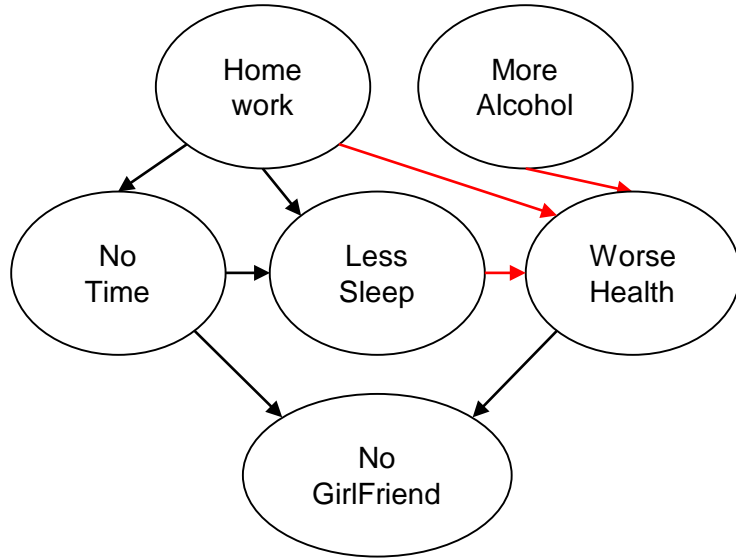 Home
work
More
Alcohol
No
Time
Less
Sleep
Worse
Health
No
GirlFriend